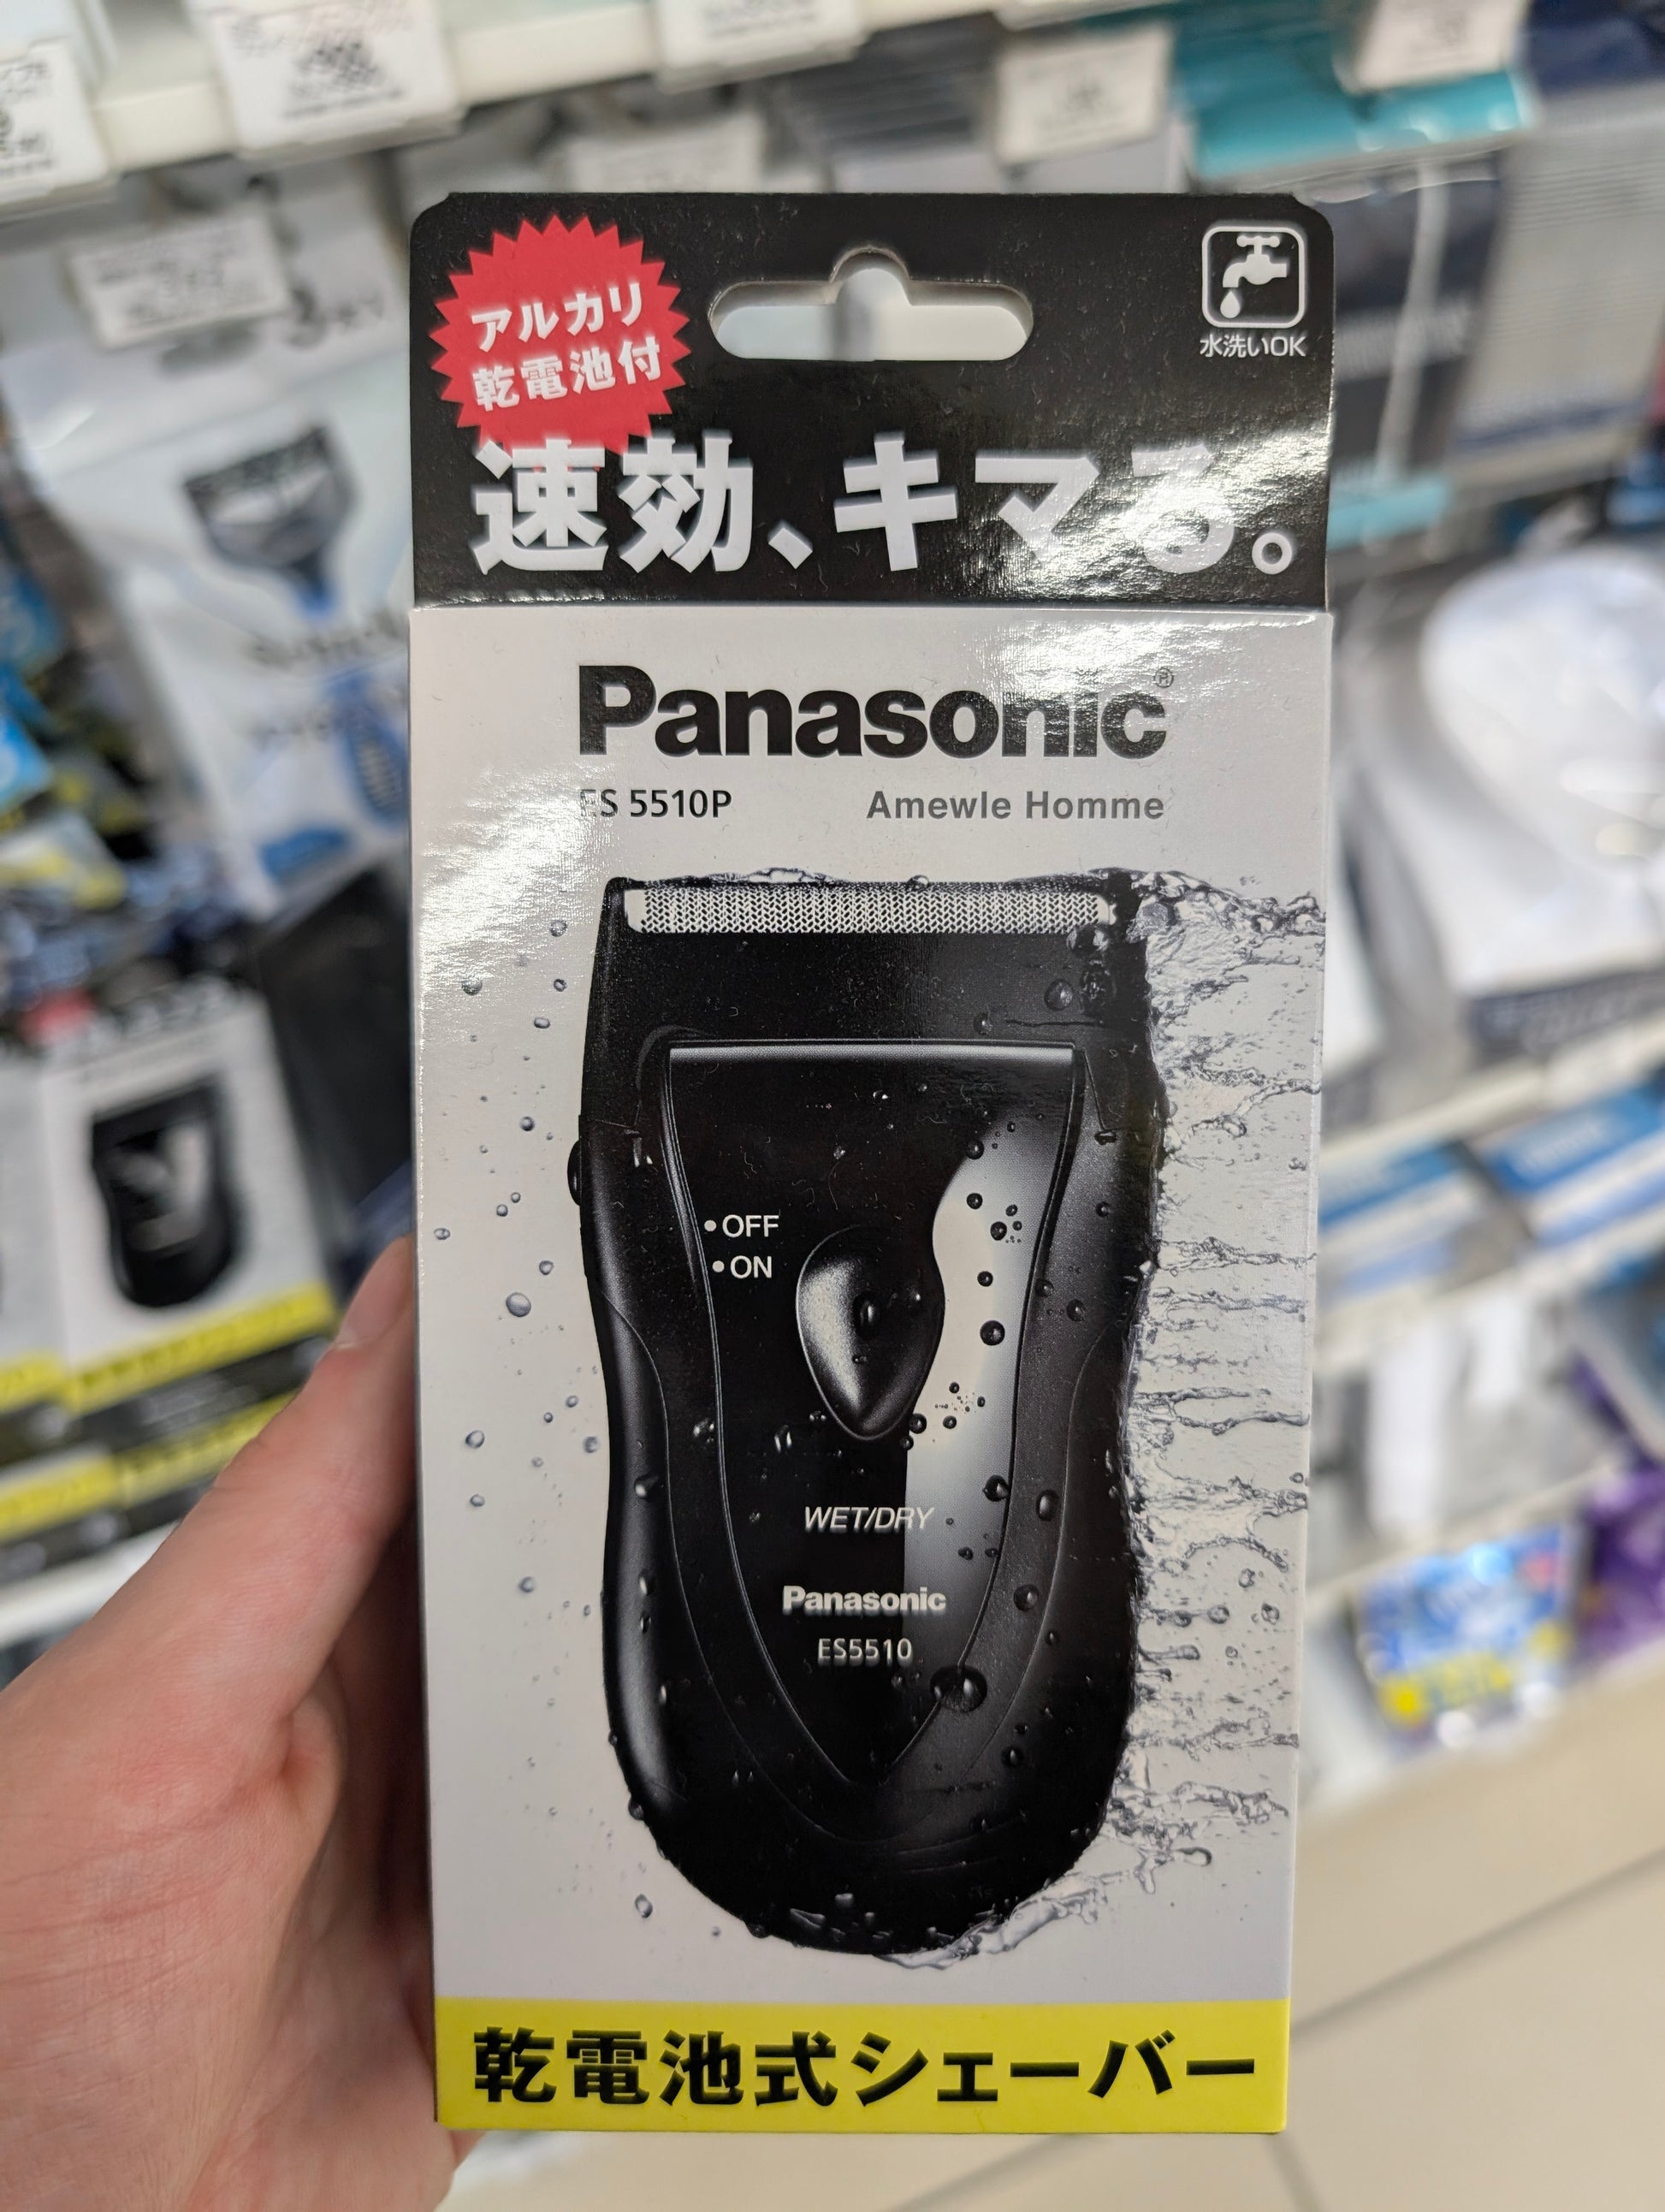 アルカリ
乾電池付
水洗いOK
速効、キマる。
Panasonic®
ES 5510P
Amewle Homme
•OFF
•ON
WET/DRY
Panasonic
ES5510
乾電池式シェーバー